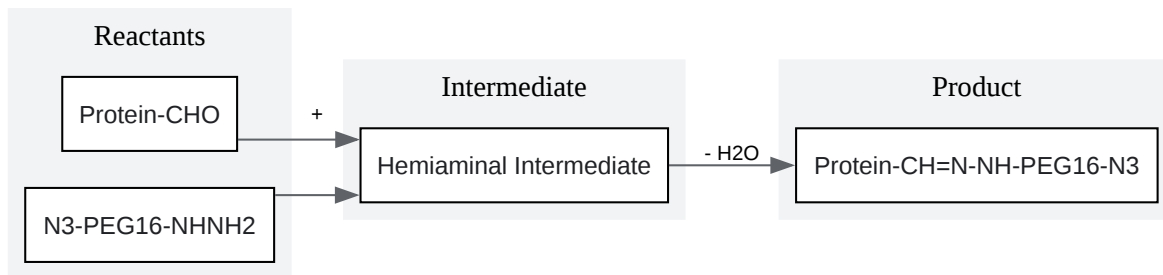 Reactants
Protein-CHO
N3-PEG16-NHNH2
+
Intermediate
Hemiaminal Intermediate
- H2O
Product
Protein-CH=N-NH-PEG16-N3